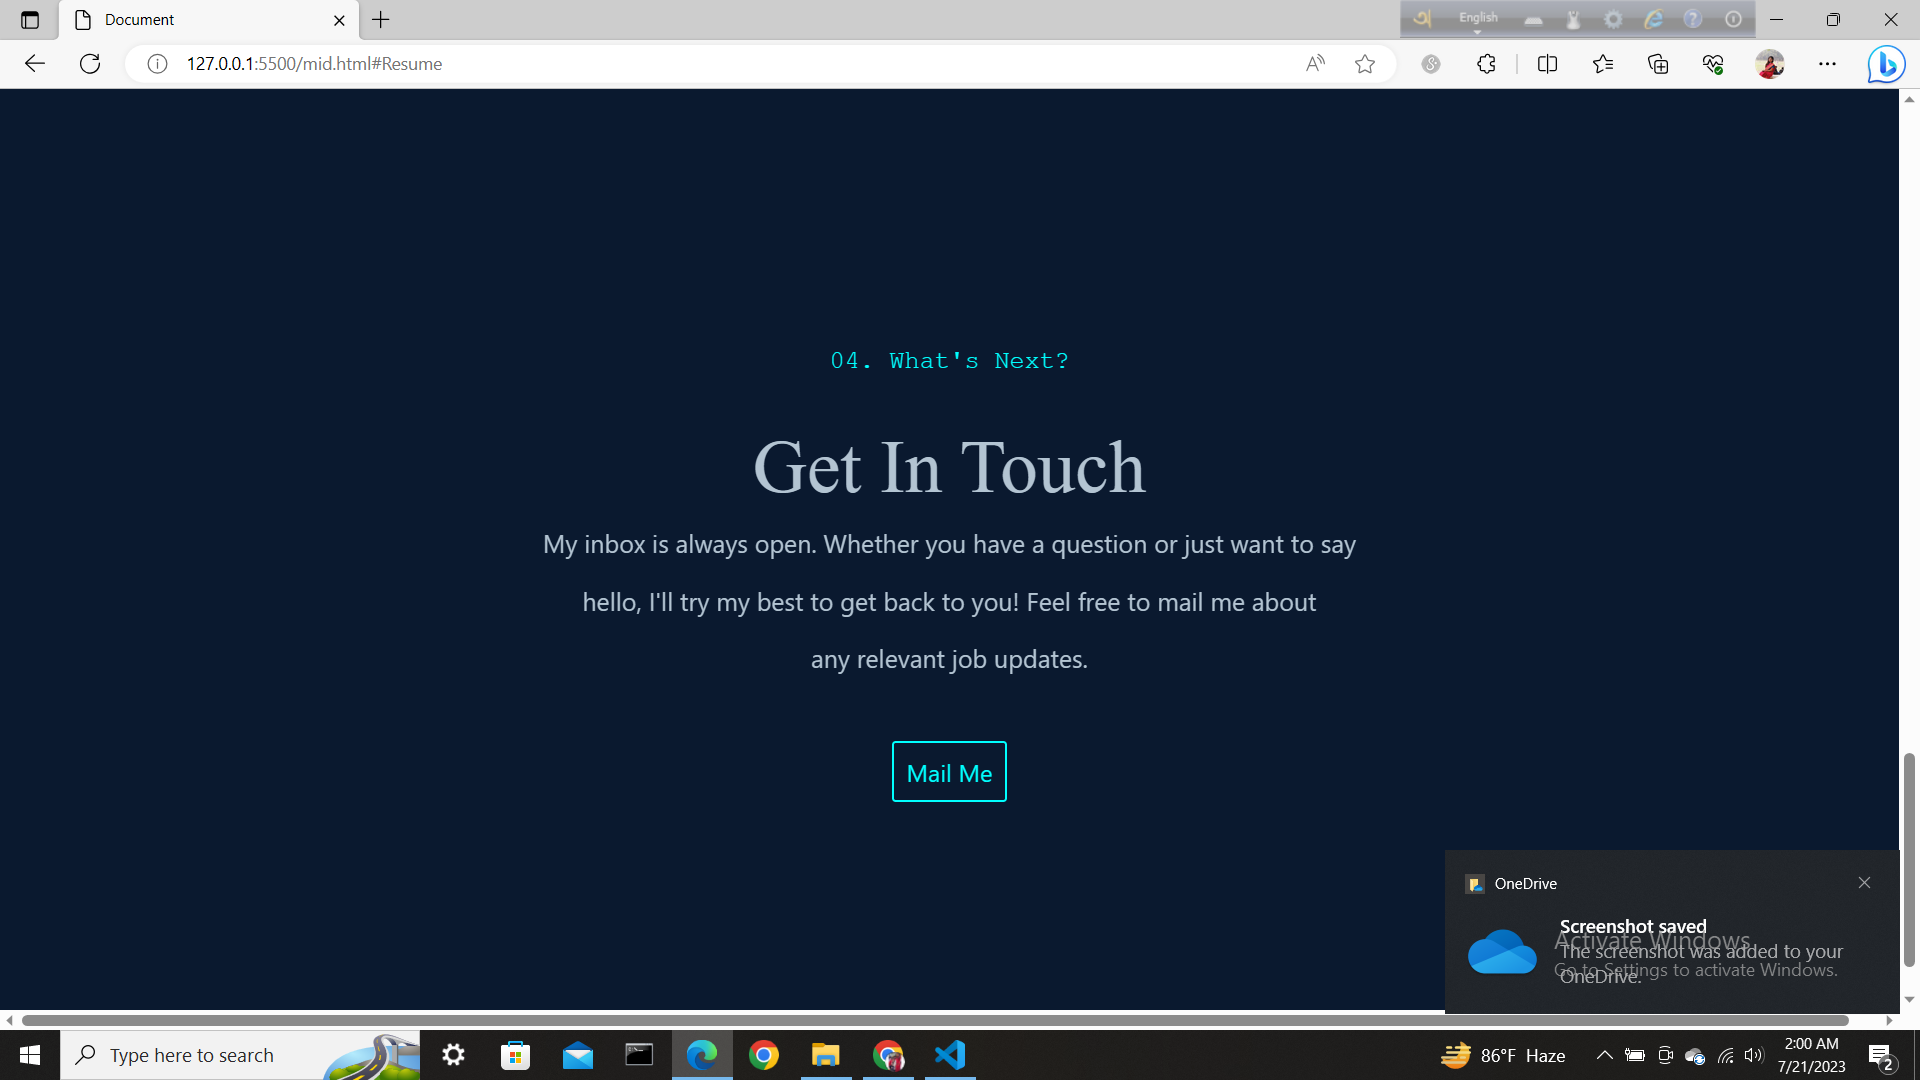 Document
English
127.0.0.1:5500/mid.html#Resume
04. What's Next?
Get In Touch
My inbox is always open. Whether you have a question or just want to say
hello, I'll try my best to get back to you! Feel free to mail me about
any relevant job updates.
Mail Me
OneDrive
Screenshot saved
Activate Windows
The screenshot was added to your
Go to Settings to activate Windows.
OneDrive.
Type here to search
86°F Haze
2:00 AM
7/21/2023
2